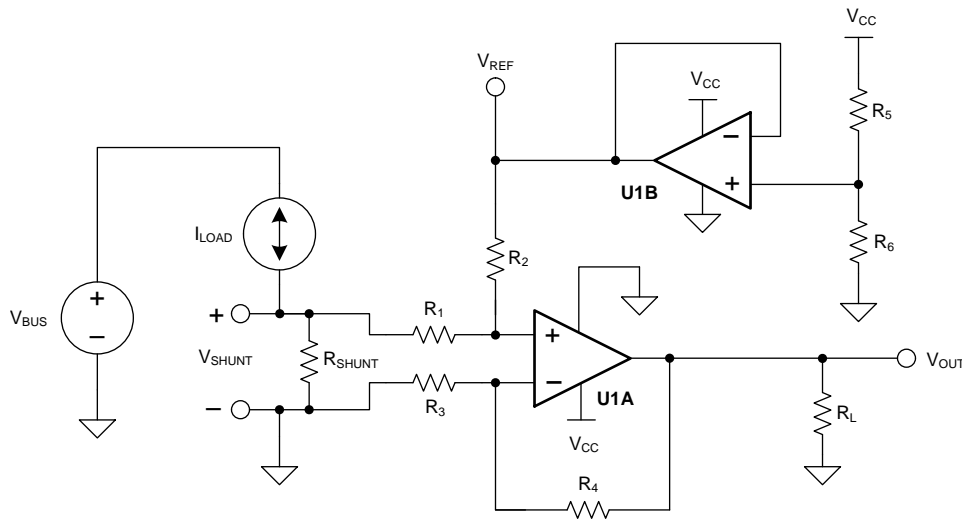 VCC
VREF
VCC
R5
−
+
U1B
R6
ILOAD
R2
VBUS
+
−
+
R1
VSHUNT
RSHUNT
+
−
VOUT
−
R3
U1A
VCC
RL
R4